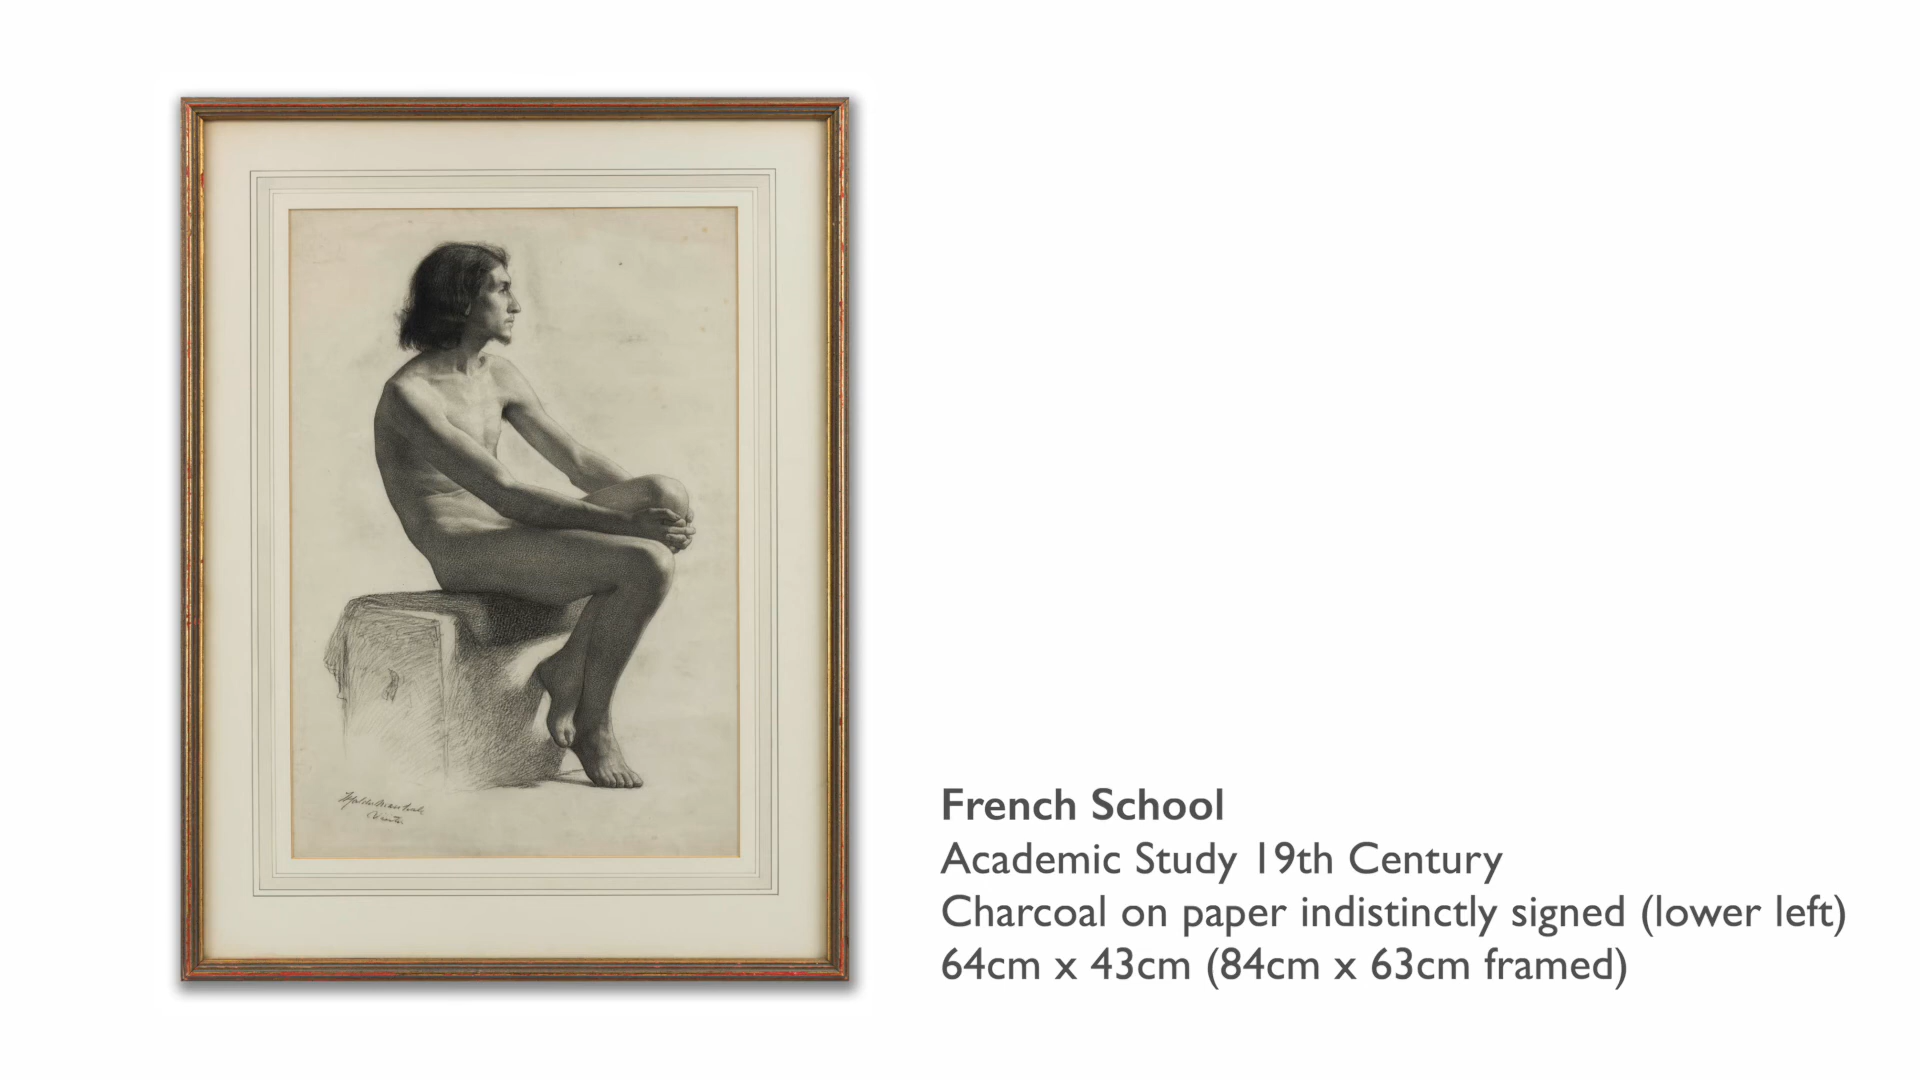 French School
Academic Study 19th Century
Charcoal on paper indistinctly signed (lower left)
64cm x 43cm (84cm x 63cm framed)